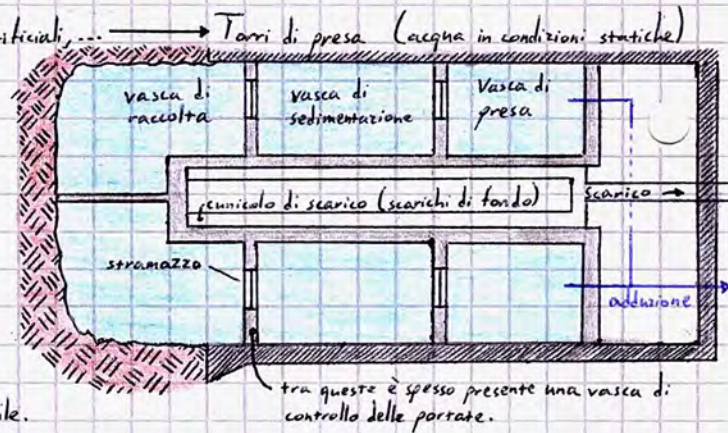 ificiali, ... → Torri di presa (acqua in condizioni statiche)
vasca di
raccolta
vasca di
sedimentazione
Vasca di
presa
cunicolo di scarico (scarichi di fondo)
scarico →
stramazzo
adduzione
tra queste è spesso presente una vasca di
controllo delle portate.
ile.